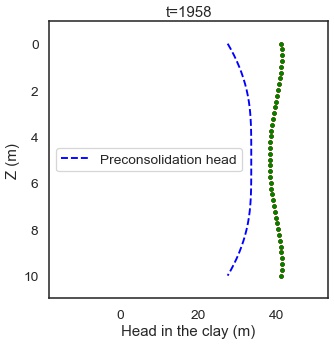 t=1958
0
2
4
6
8
10
Z (m)
Preconsolidation head
0 20 40
Head in the clay (m)